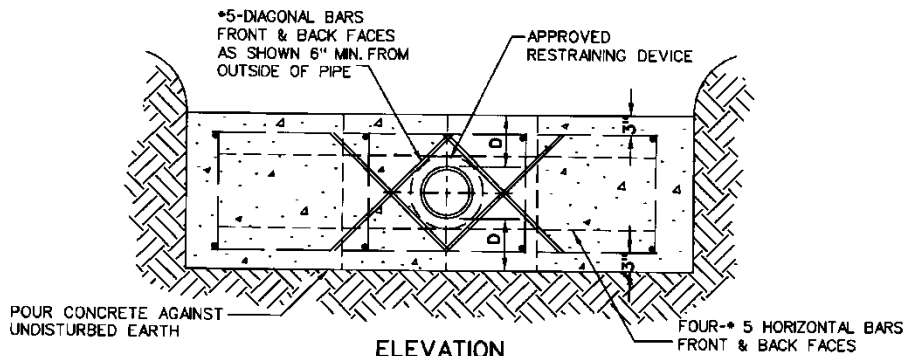 •5-DIAGONAL BARS
FRONT & BACK FACES
AS SHOWN 6" MIN. FROM
OUTSIDE OF PIPE
APPROVED
RESTRAINING DEVICE
D
3"
D
3"
POUR CONCRETE AGAINST
UNDISTURBED EARTH
FOUR-• 5 HORIZONTAL BARS
FRONT & BACK FACES
ELEVATION